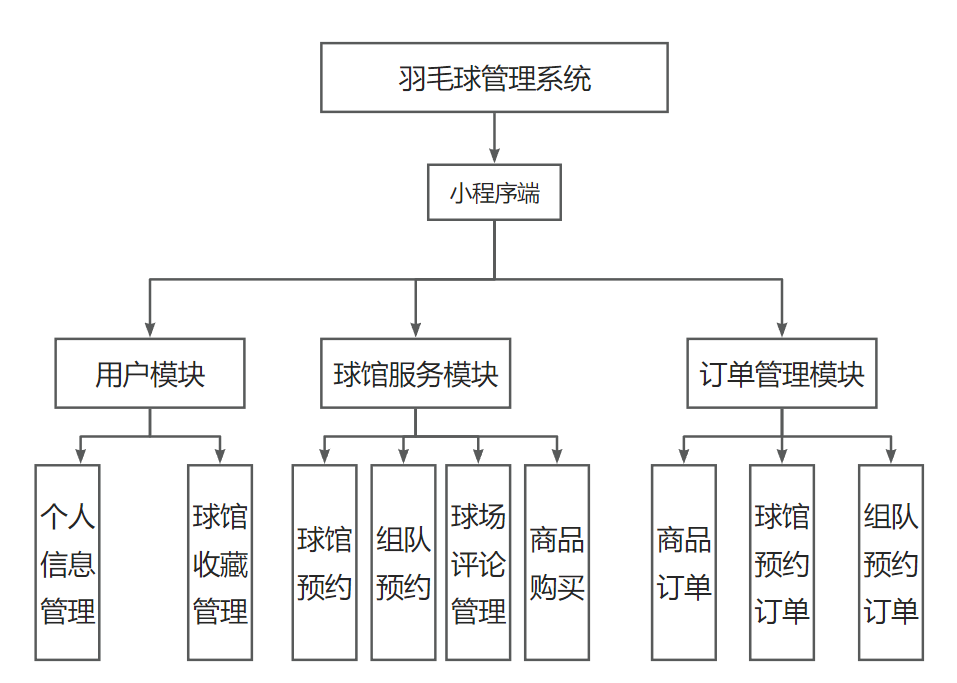 羽毛球管理系统
小程序端
用户模块
球馆服务模块
订单管理模块
个人
信息
管理
球馆
收藏
管理
球馆
预约
组队
预约
球场
评论
管理
商品
购买
商品
订单
球馆
预约
订单
组队
预约
订单